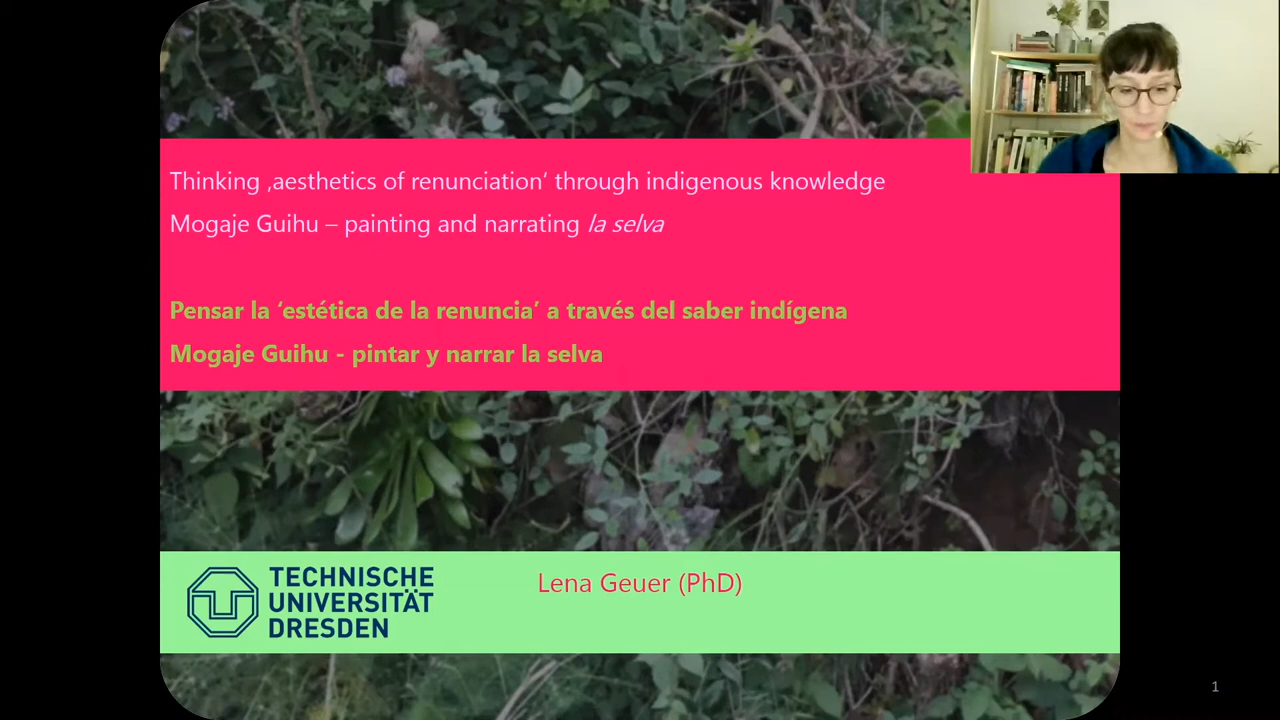 Thinking ‚aesthetics of renunciation‘ through indigenous knowledge
Mogaje Guihu – painting and narrating la selva
Pensar la ‘estética de la renuncia’ a través del saber indígena
Mogaje Guihu - pintar y narrar la selva
TECHNISCHE
UNIVERSITÄT
DRESDEN
Lena Geuer (PhD)
1